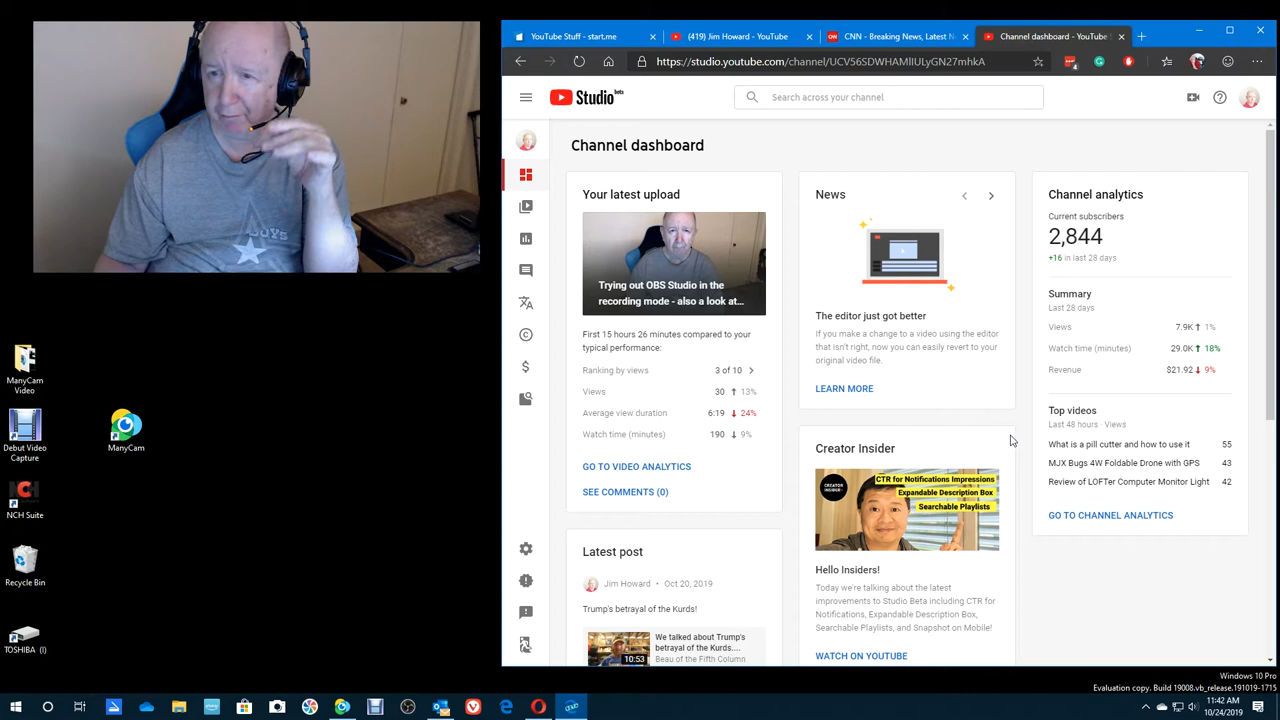 YouTube Stuff - start.me
(419) Jim Howard - YouTube
CNN - Breaking News, Latest N
Channel dashboard - YouTube S
https://studio.youtube.com/channel/UCV56SDWHAMlIULyGN27mhkA
4
Studio beta
Search across your channel
Channel dashboard
Your latest upload
Trying out OBS Studio in the
recording mode - also a look at...
First 15 hours 26 minutes compared to your
typical performance:
Ranking by views 3 of 10
Views 30 13%
Average view duration 6:19 24%
Watch time (minutes) 190 9%
GO TO VIDEO ANALYTICS
SEE COMMENTS (0)
Latest post
Jim Howard • Oct 20, 2019
Trump's betrayal of the Kurds!
10:53
We talked about Trump's
betrayal of the Kurds....
Beau of the Fifth Column
News
The editor just got better
If you make a change to a video using the editor
that isn't right, now you can easily revert to your
original video file.
LEARN MORE
Creator Insider
CREATOR
INSIDER
CTR for Notifications Impressions
Expandable Description Box
Searchable Playlists
Hello Insiders!
Today we're talking about the latest
improvements to Studio Beta including CTR for
Notifications, Expandable Description Box,
Searchable Playlists, and Snapshot on Mobile!
WATCH ON YOUTUBE
Channel analytics
Current subscribers
2,844
+16 in last 28 days
Summary
Last 28 days
Views 7.9K 1%
Watch time (minutes) 29.0K 18%
Revenue $21.92 9%
Top videos
Last 48 hours · Views
What is a pill cutter and how to use it 55
MJX Bugs 4W Foldable Drone with GPS 43
Review of LOFTer Computer Monitor Light 42
GO TO CHANNEL ANALYTICS
ManyCam
Video
Debut Video
Capture
ManyCam
NCH Suite
Recycle Bin
TOSHIBA (I)
Windows 10 Pro
Evaluation copy. Build 19008.vb_release.191019-1715
11:42 AM
10/24/2019